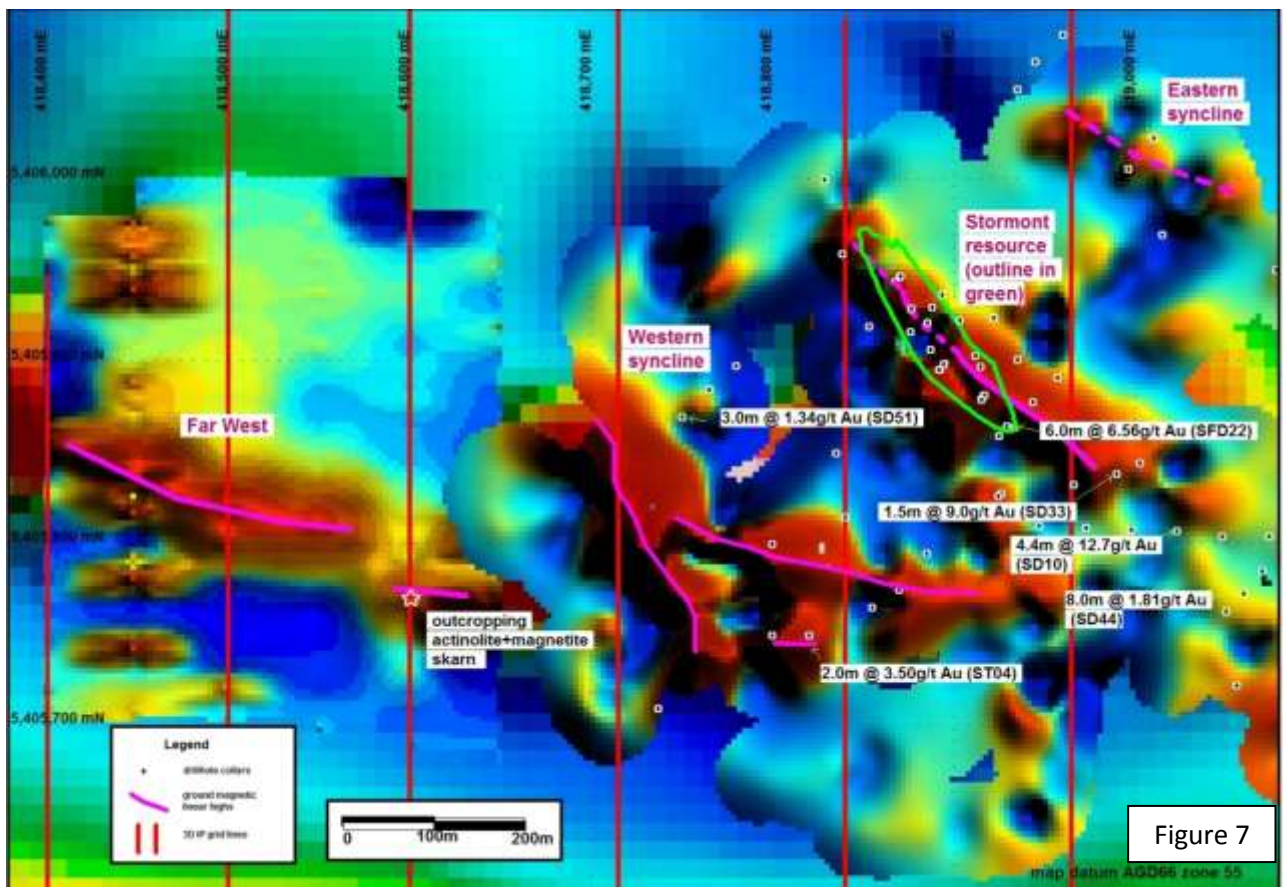 418,400 mE
418,500 mE
418,600 mE
418,700 mE
418,800 mE
419,000 mE
Eastern
syncline
5,406,000 mN
Stormont
resource
(outline in
green)
Western
syncline
3.0m @ 1.34g/t Au (SD51)
Far West
6.0m @ 6.56g/t Au (SFD22)
1.5m @ 9.0g/t Au (SD33)
4.4m @ 12.7g/t Au
(SD10)
8.0m @ 1.81g/t Au
(SD44)
outcropping
actinolite+magnetite
skarn
2.0m @ 3.50g/t Au (ST04)
5,405,700 mN
Legend
drillhole collars
ground magnetic
linear highs
3D IP grid lines
0 100m 200m
Figure 7
map datum AGD66 zone 55